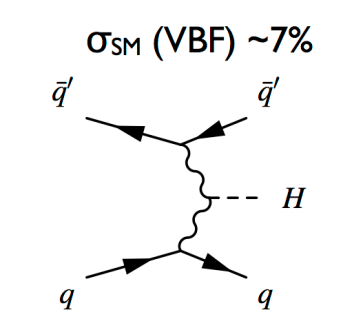 σSM (VBF) ~7%
q̄′ q̄′
H
q q